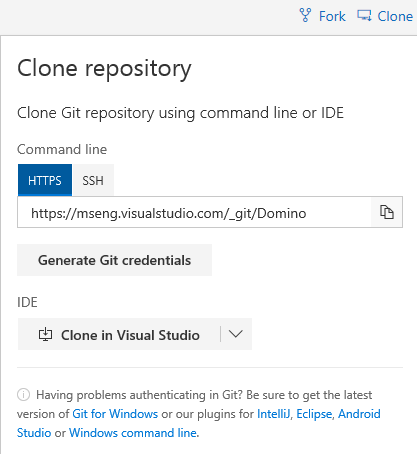 Fork Clone
Clone repository
Clone Git repository using command line or IDE
Command line
HTTPS SSH
https://mseng.visualstudio.com/_git/Domino
Generate Git credentials
IDE
Clone in Visual Studio
Having problems authenticating in Git? Be sure to get the latest
version of Git for Windows or our plugins for IntelliJ, Eclipse, Android
Studio or Windows command line.